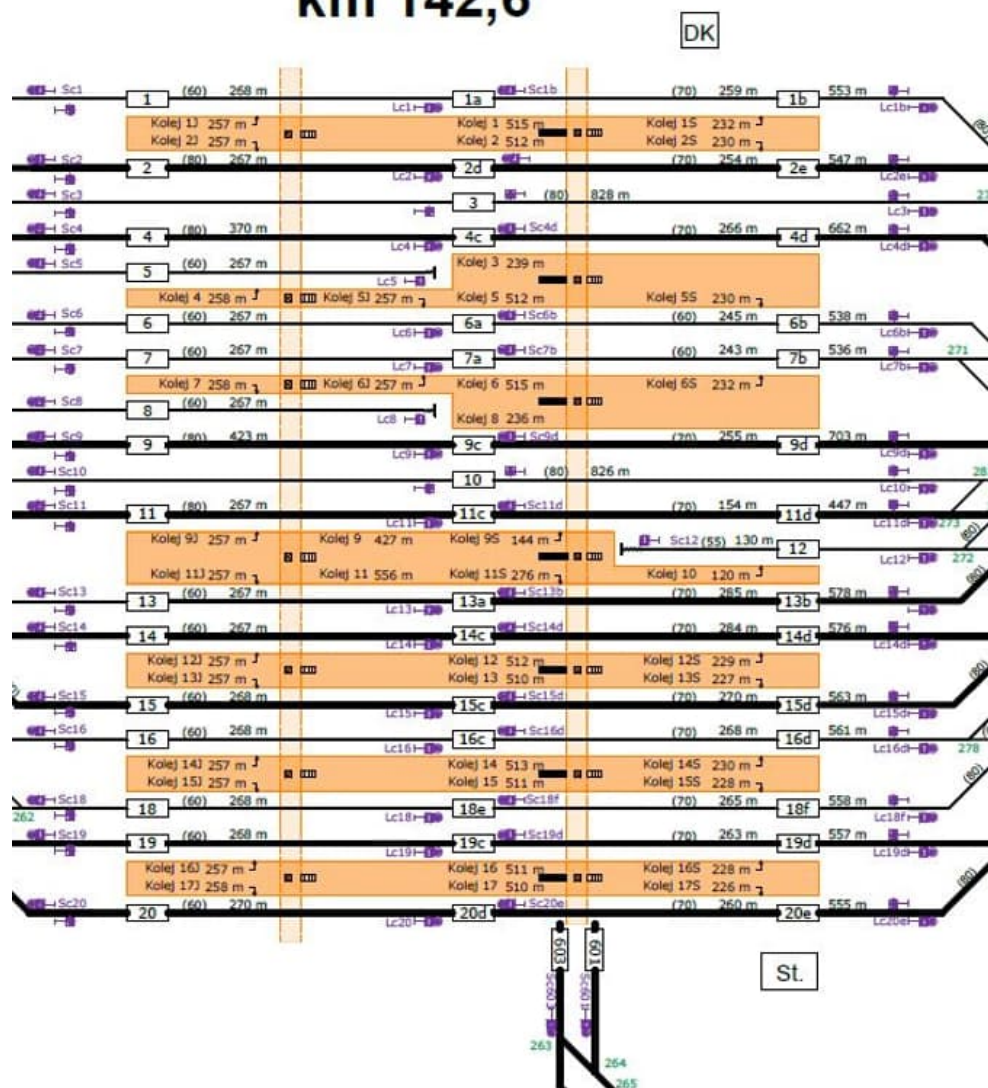 km 142,6
DK
Sc1 1 (60) 268 m Lc1 1a Sc1b (70) 259 m 1b 553 m Lc1b
Kolej 1J 257 m Kolej 1 515 m Kolej 1S 232 m
Kolej 2J 257 m Kolej 2 512 m Kolej 2S 230 m
Sc2 2 (80) 267 m Lc2 2d (70) 254 m 2e 547 m Lc2e
Sc3 3 (80) 828 m Lc3
Sc4 4 (80) 370 m Lc4 4c Sc4d (70) 266 m 4d 662 m Lc4d
Sc5 5 (60) 267 m Lc5
Kolej 3 239 m
Kolej 4 258 m Kolej 5J 257 m Kolej 5 512 m Kolej 5S 230 m
Sc6 6 (60) 267 m Lc6 6a Sc6b (60) 245 m 6b 538 m Lc6b
Sc7 7 (60) 267 m Lc7 7a Sc7b (60) 243 m 7b 536 m Lc7b 271
Kolej 7 258 m Kolej 6J 257 m Kolej 6 515 m Kolej 6S 232 m
Sc8 8 (60) 267 m Lc8
Kolej 8 236 m
Sc9 9 (80) 423 m Lc9 9c Sc9d (70) 255 m 9d 703 m Lc9d
Sc10 10 (80) 826 m Lc10
Sc11 11 (80) 267 m Lc11 11c Sc11d (70) 154 m 11d 447 m Lc11d 273
Kolej 9J 257 m Kolej 9 427 m Kolej 9S 144 m
Sc12 (55) 130 m 12 Lc12 272 (80)
Kolej 11J 257 m Kolej 11 556 m Kolej 11S 276 m Kolej 10 120 m
(80)
Sc13 13 (60) 267 m Lc13 13a Sc13b (70) 285 m 13b 578 m
Sc14 14 (60) 267 m Lc14 14c Sc14d (70) 284 m 14d 576 m Lc14d
Kolej 12J 257 m Kolej 12 512 m Kolej 12S 229 m
Kolej 13J 257 m Kolej 13 510 m Kolej 13S 227 m
(80)
Sc15 15 (60) 268 m Lc15 15c Sc15d (70) 270 m 15d 563 m Lc15d
Sc16 16 (60) 268 m Lc16 16c Sc16d (70) 268 m 16d 561 m Lc16d 278
Kolej 14J 257 m Kolej 14 513 m Kolej 14S 230 m
Kolej 15J 257 m Kolej 15 511 m Kolej 15S 228 m
(80)
262 Sc18 18 (60) 268 m Lc18 18e Sc18f (70) 265 m 18f 558 m Lc18f
Sc19 19 (60) 268 m Lc19 19c Sc19d (70) 263 m 19d 557 m Lc19d
Kolej 16J 257 m Kolej 16 511 m Kolej 16S 228 m
Kolej 17J 258 m Kolej 17 510 m Kolej 17S 226 m
(80)
Sc20 20 (60) 270 m Lc20 20d Sc20e (70) 260 m 20e 555 m Lc20e
603 601
St.
263
264
265